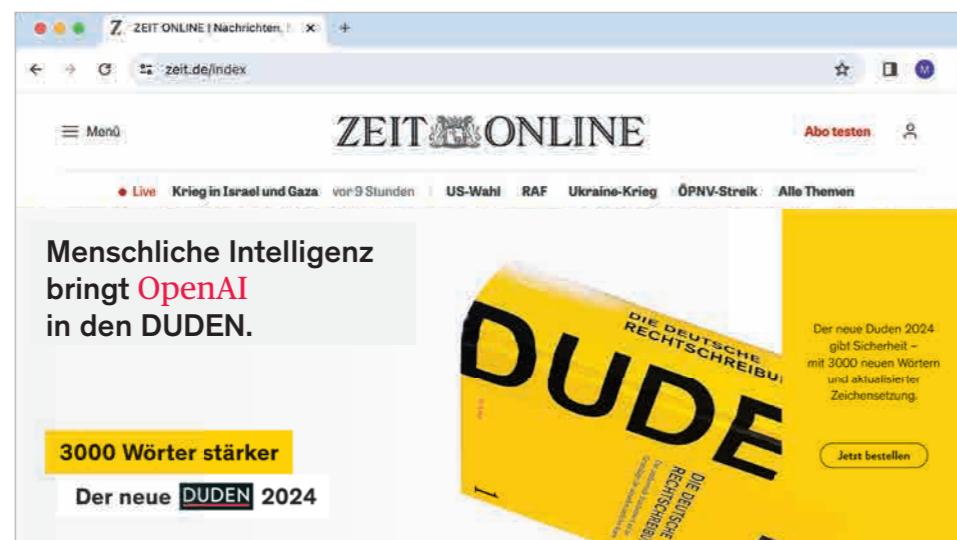 ZEIT ONLINE | Nachrichten,
zeit.de/index
M
Menü
ZEIT ONLINE
Abo testen
Live Krieg in Israel und Gaza vor 9 Stunden US-Wahl RAF Ukraine-Krieg ÖPNV-Streik Alle Themen
Menschliche Intelligenz
bringt OpenAI
in den DUDEN.
3000 Wörter stärker
Der neue DUDEN 2024
DIE DEUTSCHE
RECHTSCHREIBU
DUDE
1
DIE DEUTSCHE
RECHTSCHREIBU
Der neue Duden 2024
gibt Sicherheit –
mit 3000 neuen Wörtern
und aktualisierter
Zeichensetzung.
Jetzt bestellen